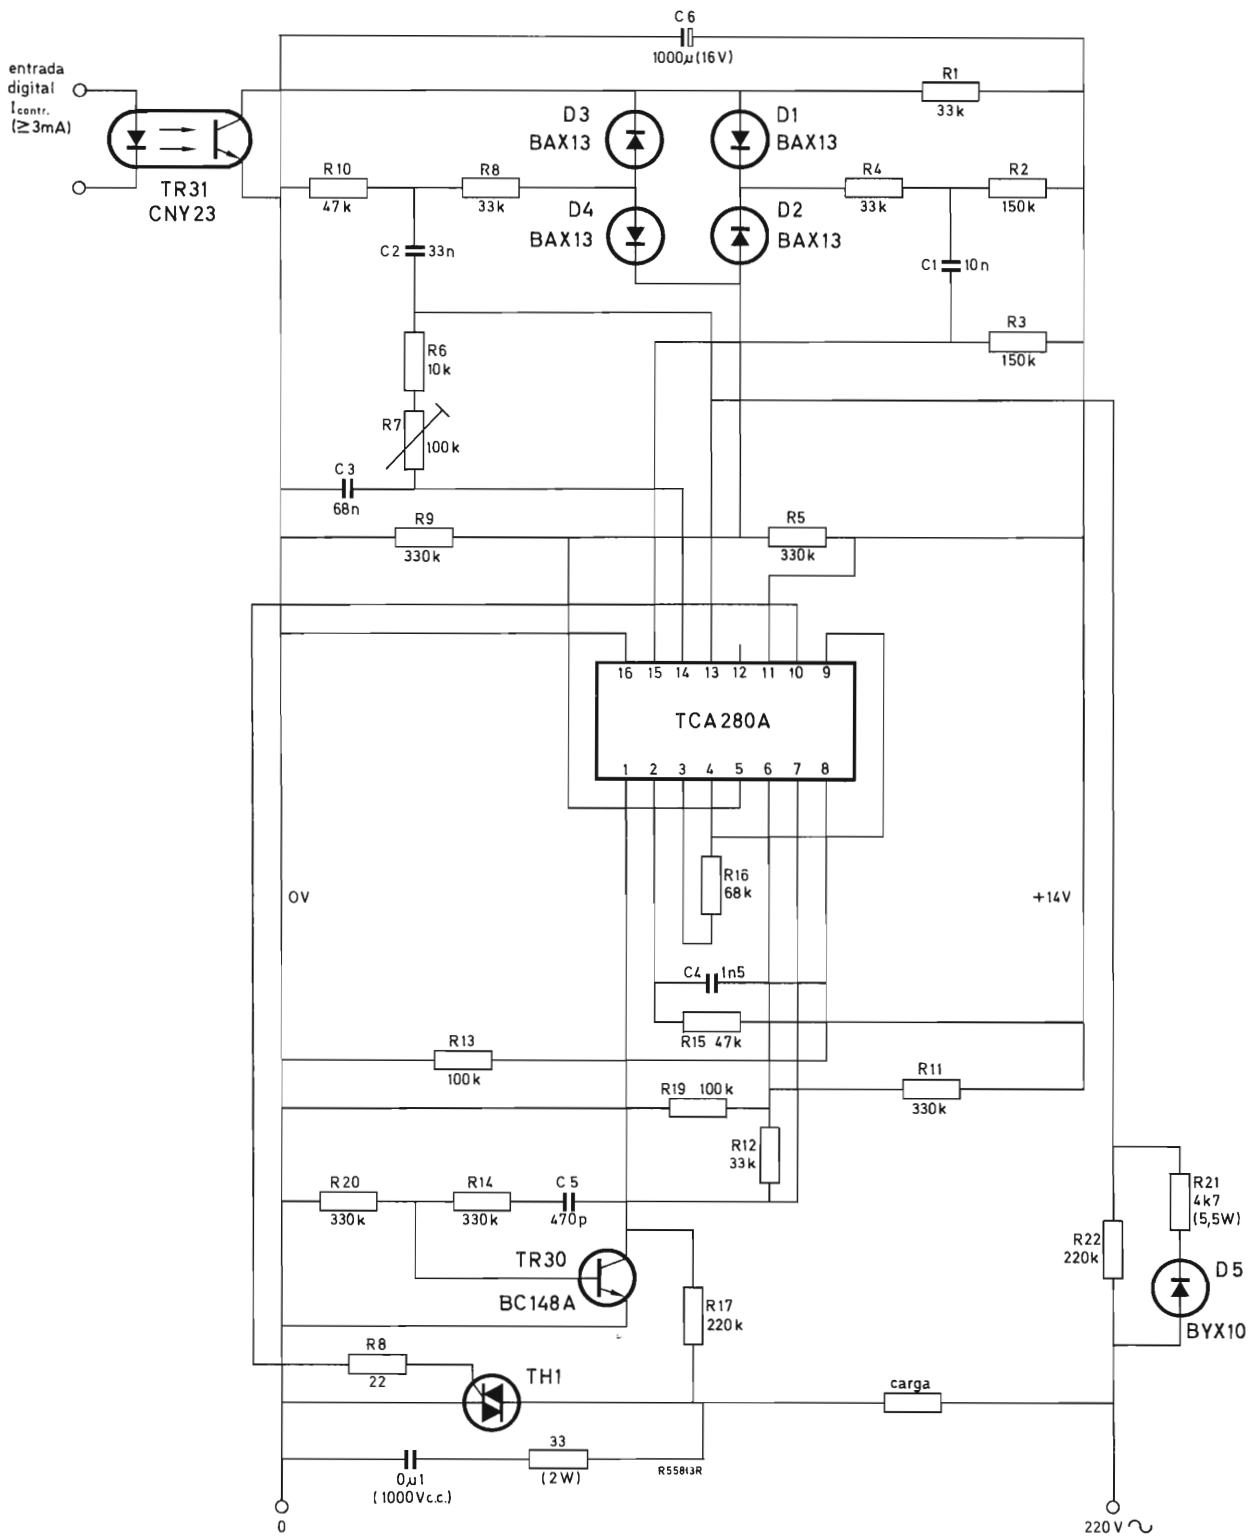 C 6
1000µ(16V)
entrada
digital
Icontr.
(≥3mA)
R1
33k
D3
BAX13
D1
BAX13
TR31
CNY23
R10
47k
R8
33k
R4
33k
R2
150k
D4
BAX13
D2
BAX13
C2
33n
C1
10n
R3
150k
R6
10k
R7
100k
C 3
68n
R9
330k
R5
330k
16 15 14 13 12 11 10 9
TCA280A
1 2 3 4 5 6 7 8
R16
68k
0V
+14V
C4 1n5
R15 47k
R13
100k
R11
330k
R19 100k
R12
33k
R20
330k
R14
330k
C 5
470p
R21
4k7
(5,5W)
R22
220k
TR30
BC148A
D5
BYX10
R17
220k
R8
22
TH1
carga
33
(2W)
0µ1
(1000Vc.c.)
R55813R
0
220V ∿